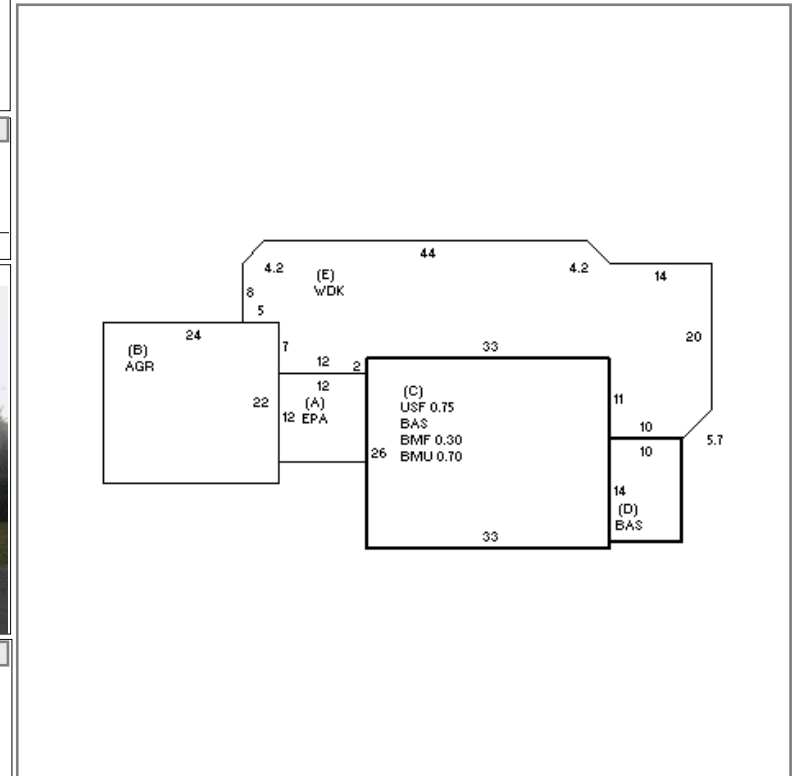 44
4.2
(E)
WDK
4.2
14
8
5
24
(B)
AGR
7
12
2
33
20
12
(A)
EPA
22
12
(C)
USF 0.75
BAS
BMF 0.30
BMU 0.70
11
10
10
5.7
26
14
(D)
BAS
33